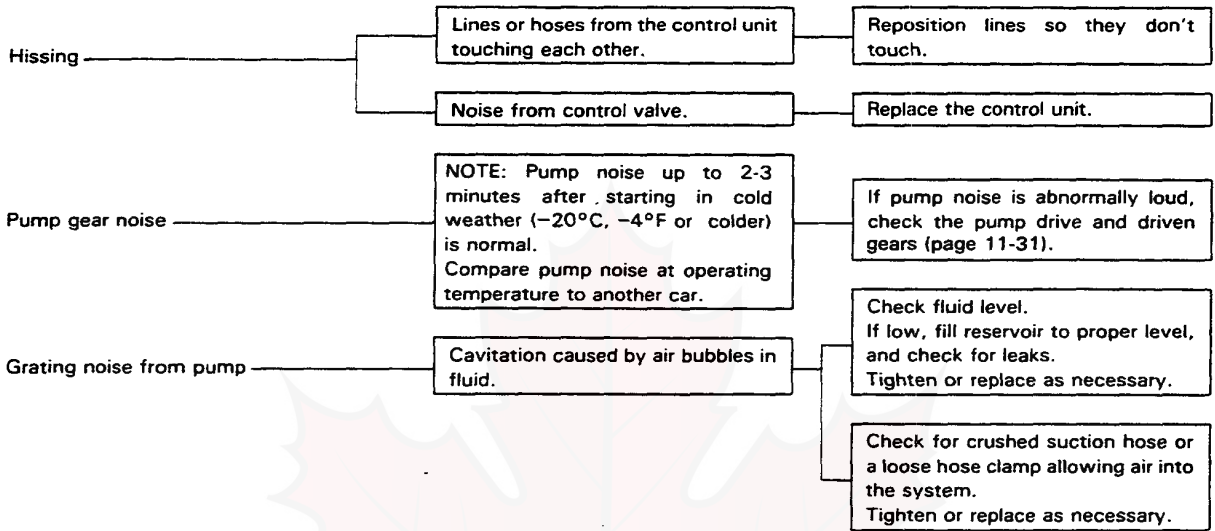 Hissing
Lines or hoses from the control unit
touching each other.
Reposition lines so they don't
touch.
Noise from control valve.
Replace the control unit.
Pump gear noise
NOTE: Pump noise up to 2-3
minutes after starting in cold
weather (−20°C, −4°F or colder)
is normal.
Compare pump noise at operating
temperature to another car.
If pump noise is abnormally loud,
check the pump drive and driven
gears (page 11-31).
Grating noise from pump
Cavitation caused by air bubbles in
fluid.
Check fluid level.
If low, fill reservoir to proper level,
and check for leaks.
Tighten or replace as necessary.
Check for crushed suction hose or
a loose hose clamp allowing air into
the system.
Tighten or replace as necessary.